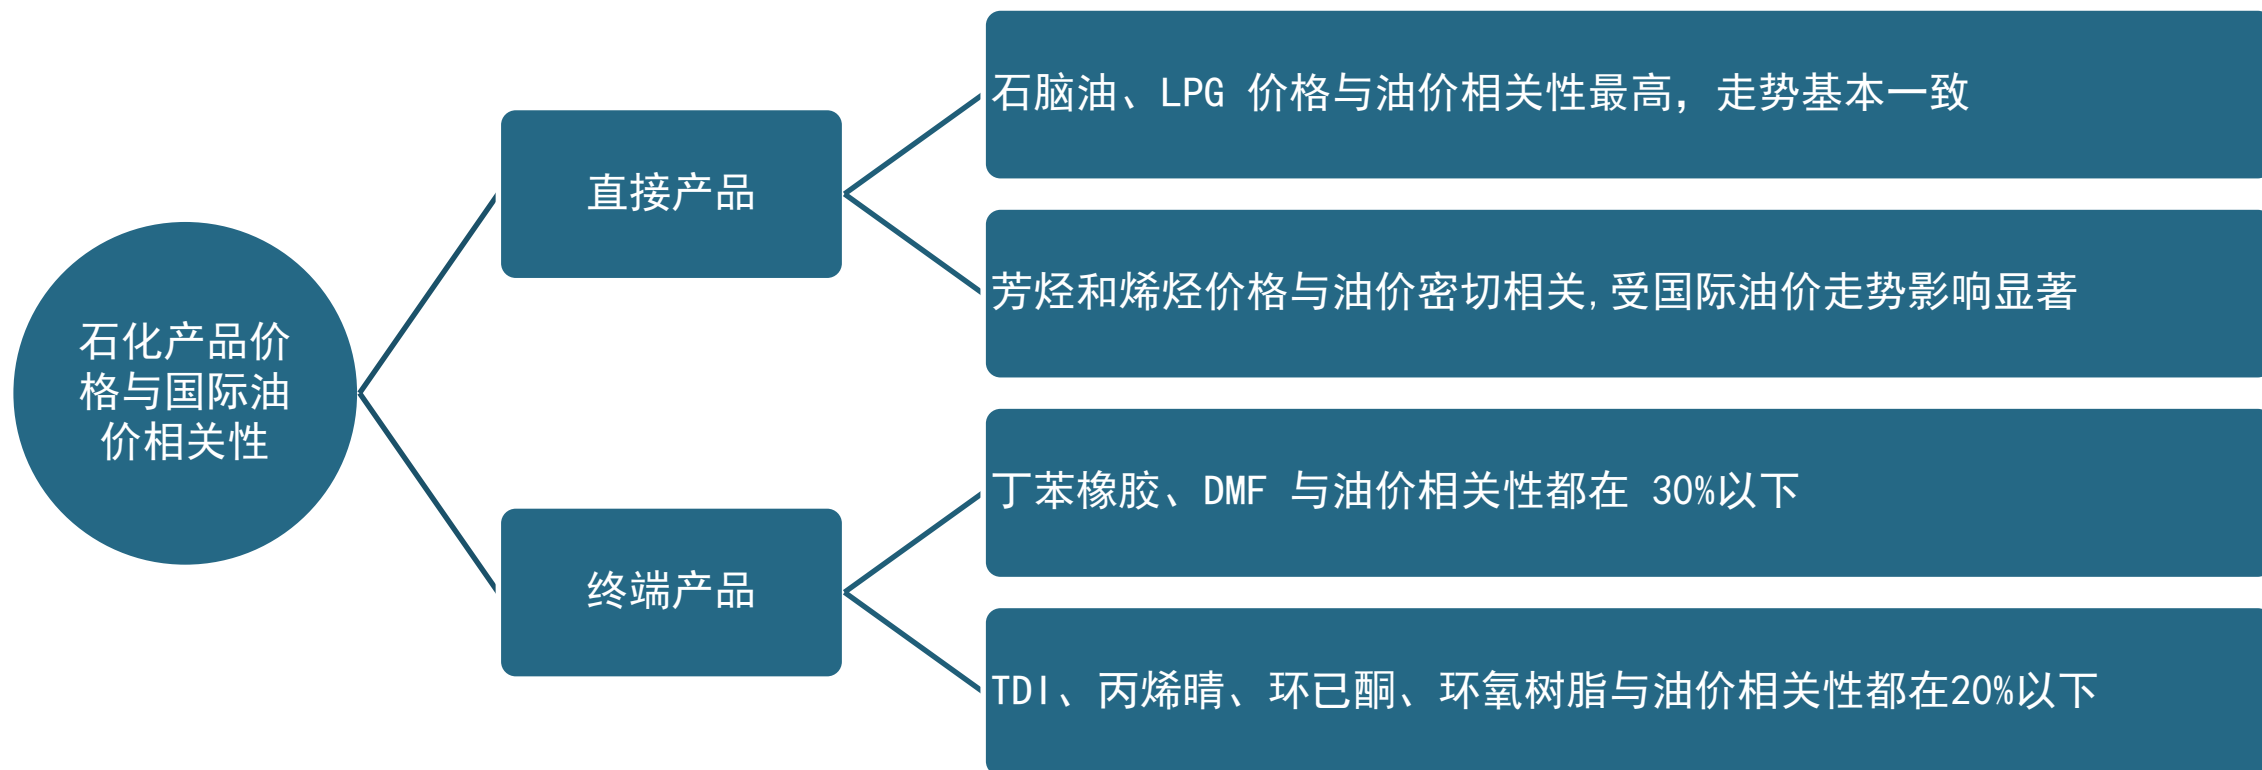 石化产品价
格与国际油
价相关性
直接产品
石脑油、LPG 价格与油价相关性最高，走势基本一致
芳烃和烯烃价格与油价密切相关,受国际油价走势影响显著
终端产品
丁苯橡胶、DMF 与油价相关性都在 30%以下
TDI、丙烯晴、环已酮、环氧树脂与油价相关性都在20%以下